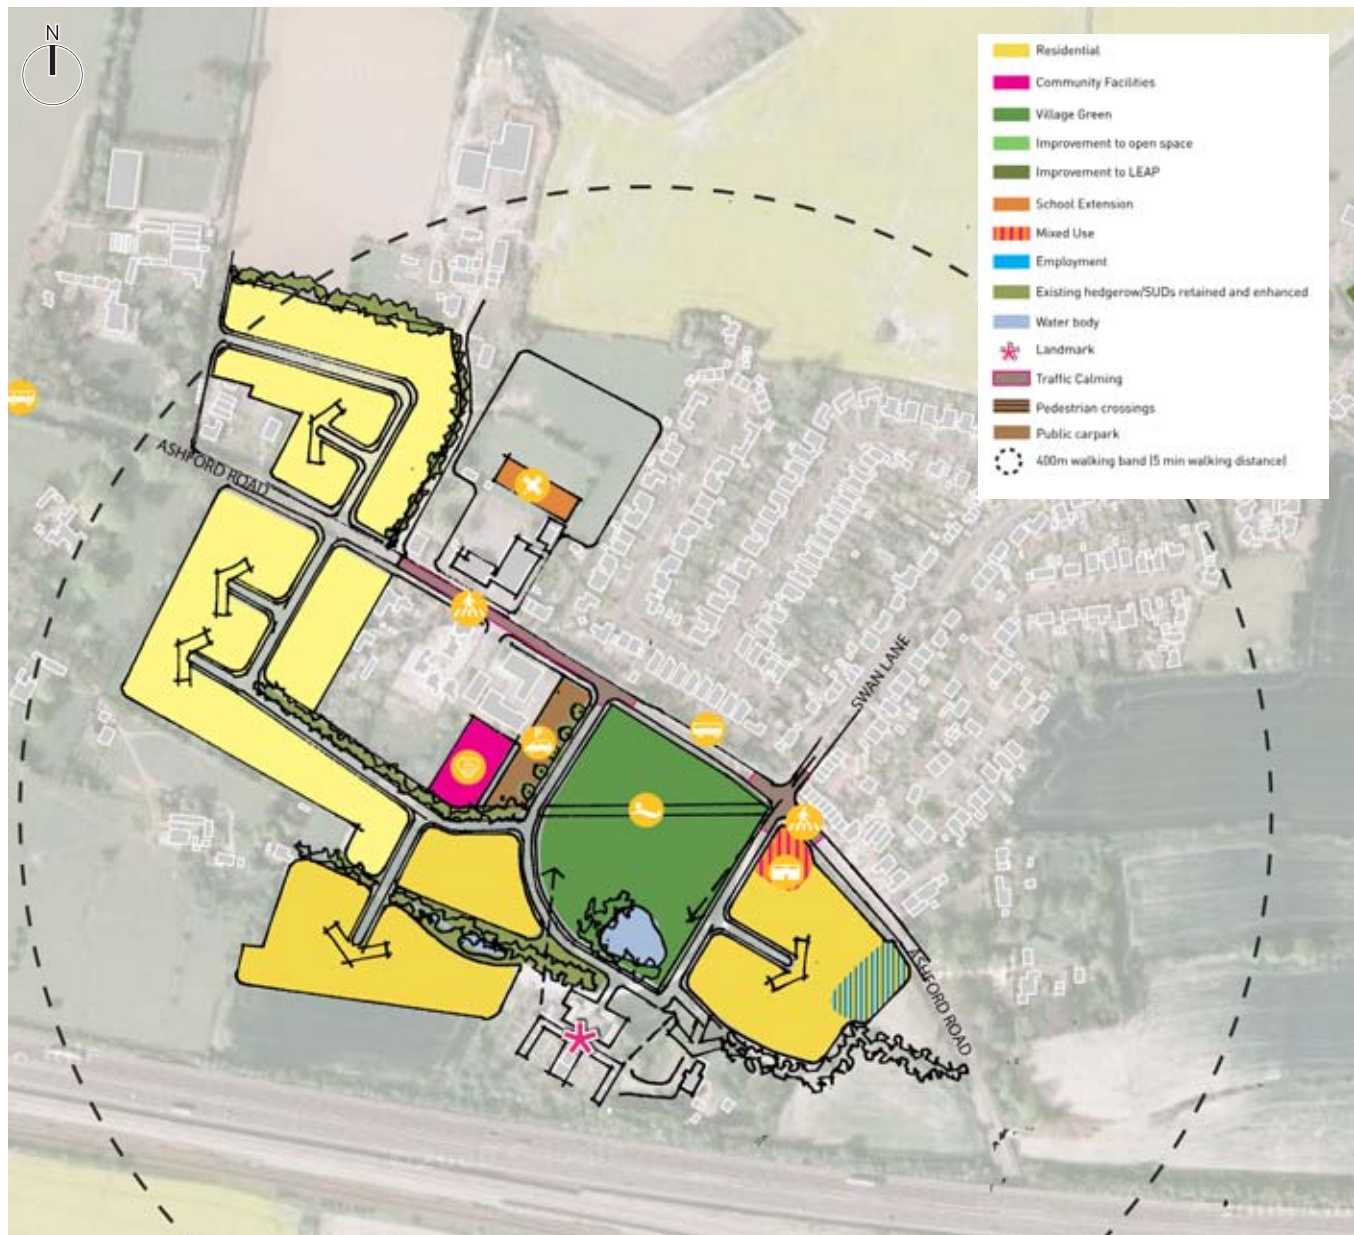 N
Residential
Community Facilities
Village Green
Improvement to open space
Improvement to LEAP
School Extension
Mixed Use
Employment
Existing hedgerow/SUDs retained and enhanced
Water body
Landmark
Traffic Calming
Pedestrian crossings
Public carpark
400m walking band (5 min walking distance)
ASHFORD ROAD
SWAN LANE
P
ASHFORD ROAD